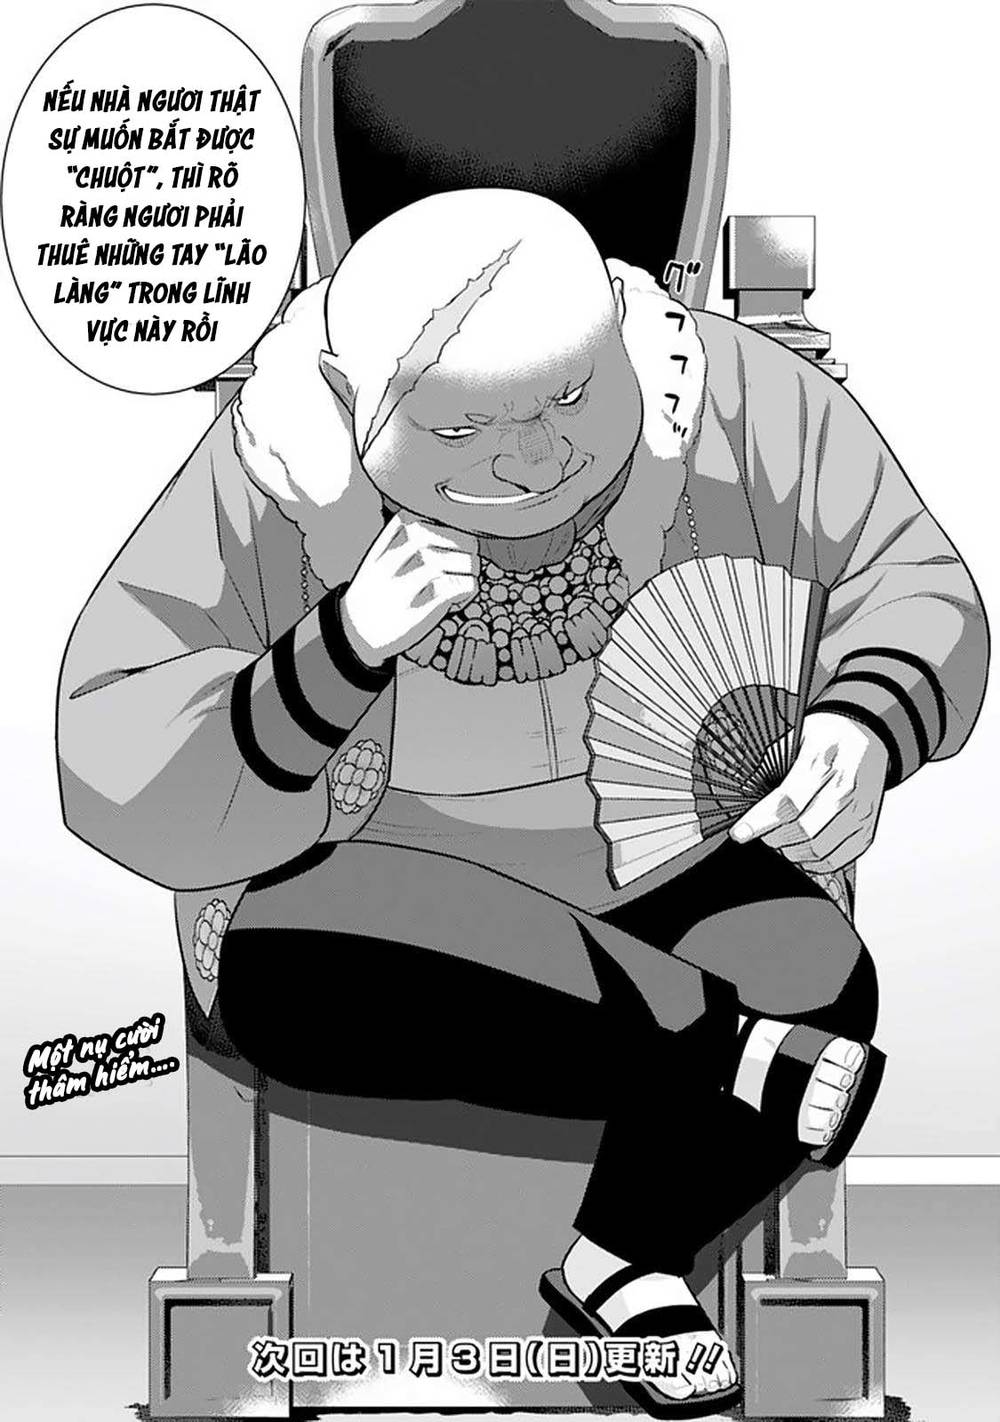 NẾU NHÀ NGƯƠI THẬT
SỰ MUỐN BẮT ĐƯỢC
“CHUỘT”, THÌ RÕ
RÀNG NGƯƠI PHẢI
THUÊ NHỮNG TAY “LÃO
LÀNG” TRONG LĨNH
VỰC NÀY RỒI
グフフフッ
Một nụ cười
thâm hiểm....
次回は1月3日(日)更新!!